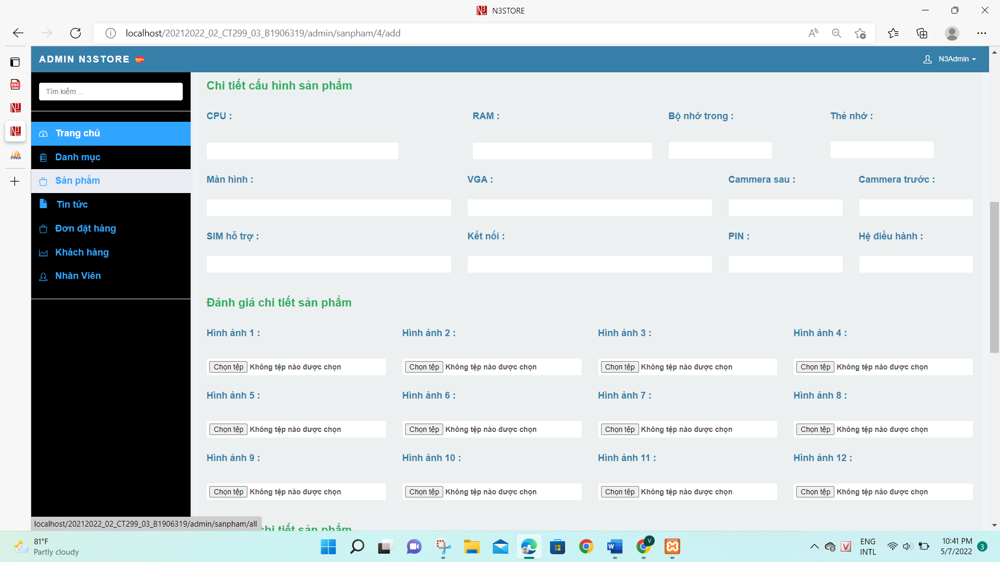 N3STORE
localhost/20212022_02_CT299_03_B1906319/admin/sanpham/4/add
ADMIN N3STORE
N3Admin
Tìm kiếm ...
Trang chủ
Danh mục
Sản phẩm
Tin tức
Đơn đặt hàng
Khách hàng
Nhân Viên
Chi tiết cấu hình sản phẩm
CPU : RAM : Bộ nhớ trong : Thẻ nhớ :
Màn hình : VGA : Cammera sau : Cammera trước :
SIM hỗ trợ : Kết nối : PIN : Hệ điều hành :
Đánh giá chi tiết sản phẩm
Hình ảnh 1 : Hình ảnh 2 : Hình ảnh 3 : Hình ảnh 4 :
Chọn tệp Không tệp nào được chọn Chọn tệp Không tệp nào được chọn Chọn tệp Không tệp nào được chọn Chọn tệp Không tệp nào được chọn
Hình ảnh 5 : Hình ảnh 6 : Hình ảnh 7 : Hình ảnh 8 :
Chọn tệp Không tệp nào được chọn Chọn tệp Không tệp nào được chọn Chọn tệp Không tệp nào được chọn Chọn tệp Không tệp nào được chọn
Hình ảnh 9 : Hình ảnh 10 : Hình ảnh 11 : Hình ảnh 12 :
Chọn tệp Không tệp nào được chọn Chọn tệp Không tệp nào được chọn Chọn tệp Không tệp nào được chọn Chọn tệp Không tệp nào được chọn
chi tiết sản phẩm
localhost/20212022_02_CT299_03_B1906319/admin/sanpham/all
81°F
Partly cloudy
ENG
INTL
10:41 PM
5/7/2022
3